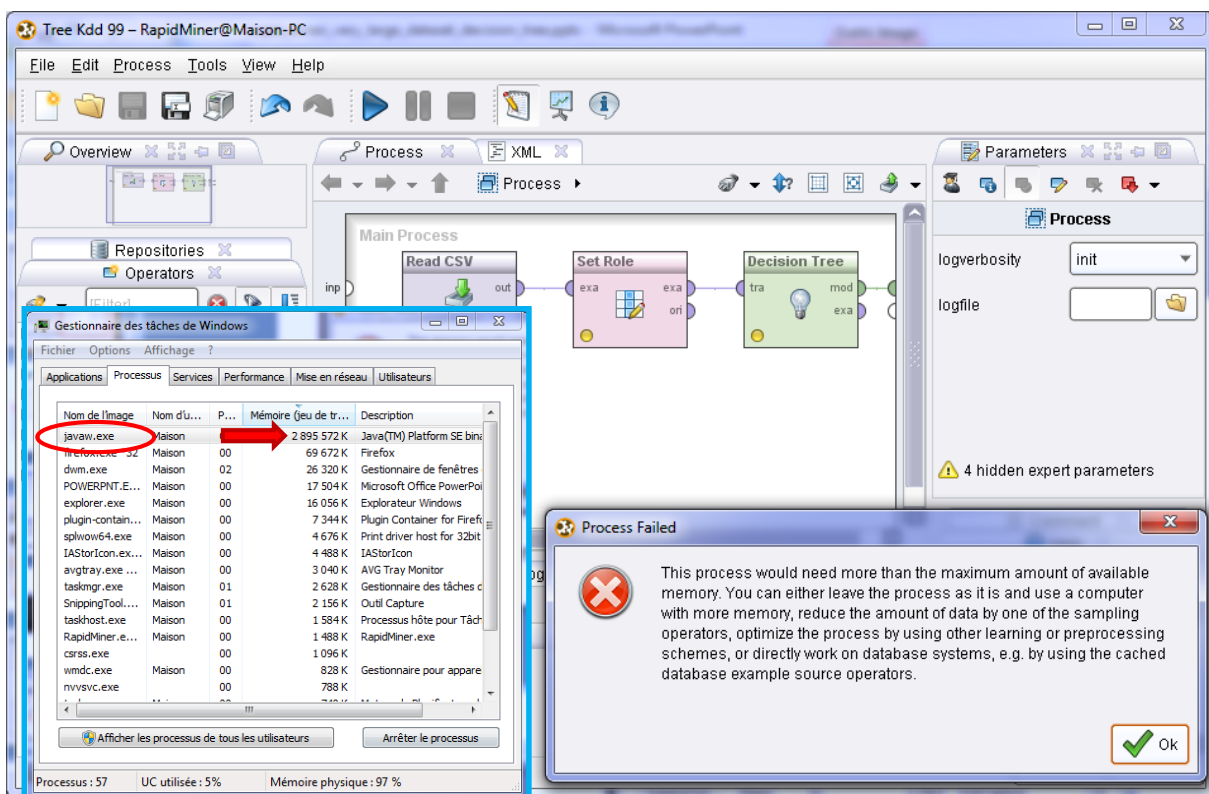 Tree Kdd 99 – RapidMiner@Maison-PC
File Edit Process Tools View Help
Overview
Process
XML
Parameters
Process
Process
Repositories
Operators
[Filter]
Main Process
Read CSV
Set Role
Decision Tree
inp
out
exa
exa
ori
tra
mod
exa
logverbosity
init
logfile
4 hidden expert parameters
Gestionnaire des tâches de Windows
Fichier Options Affichage ?
Applications Processus Services Performance Mise en réseau Utilisateurs
Nom de l'image Nom d'u... P... Mémoire (jeu de tr... Description
javaw.exe Maison 2 895 572 K Java(TM) Platform SE bina
firefox.exe *32 Maison 00 69 672 K Firefox
dwm.exe Maison 02 26 320 K Gestionnaire de fenêtres
POWERPNT.E... Maison 00 17 504 K Microsoft Office PowerPoi
explorer.exe Maison 00 16 056 K Explorateur Windows
plugin-contain... Maison 00 7 344 K Plugin Container for Firefo
splwow64.exe Maison 00 4 676 K Print driver host for 32bit
IAStorIcon.ex... Maison 00 4 488 K IAStorIcon
avgtray.exe ... Maison 00 3 040 K AVG Tray Monitor
taskmgr.exe Maison 01 2 628 K Gestionnaire des tâches d
SnippingTool.... Maison 01 2 156 K Outil Capture
taskhost.exe Maison 00 1 584 K Processus hôte pour Tâch
RapidMiner.e... Maison 00 1 488 K RapidMiner.exe
csrss.exe 00 1 096 K
wmdc.exe Maison 00 828 K Gestionnaire pour appare
nvvsvc.exe 00 788 K
Afficher les processus de tous les utilisateurs
Arrêter le processus
Processus : 57 UC utilisée : 5% Mémoire physique : 97 %
Process Failed
This process would need more than the maximum amount of available
memory. You can either leave the process as it is and use a computer
with more memory, reduce the amount of data by one of the sampling
operators, optimize the process by using other learning or preprocessing
schemes, or directly work on database systems, e.g. by using the cached
database example source operators.
Ok